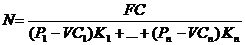 N= FC / (P₁ − VC₁)K₁ + ... + (Pₙ − VCₙ)Kₙ